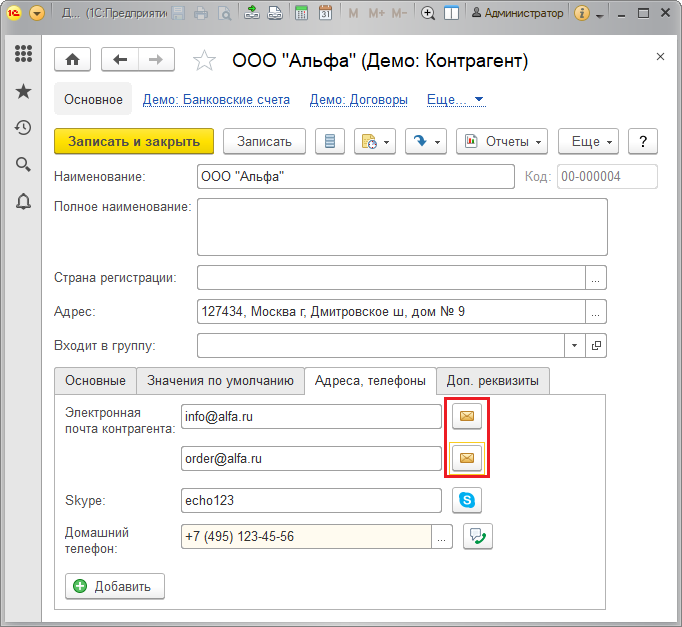 Д... (1С:Предприяти
M M+ M- Администратор
ООО "Альфа" (Демо: Контрагент)
Основное Демо: Банковские счета Демо: Договоры Еще...
Записать и закрыть Записать Отчеты Еще ?
Наименование: ООО "Альфа" Код: 00-000004
Полное наименование:
Страна регистрации: ...
Адрес: 127434, Москва г, Дмитровское ш, дом № 9 ...
Входит в группу:
Основные Значения по умолчанию Адреса, телефоны Доп. реквизиты
Электронная
почта контрагента: info@alfa.ru
order@alfa.ru
Skype: echo123
Домашний
телефон: +7 (495) 123-45-56 ...
Добавить